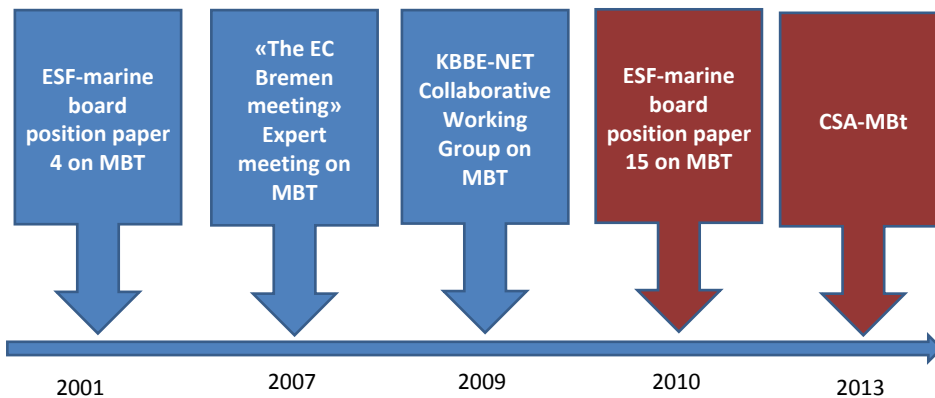 ESF-marine
board
position paper
4 on MBT
«The EC
Bremen
meeting»
Expert
meeting on
MBT
KBBE-NET
Collaborative
Working
Group on
MBT
ESF-marine
board
position paper
15 on MBT
CSA-MBt
2001
2007
2009
2010
2013